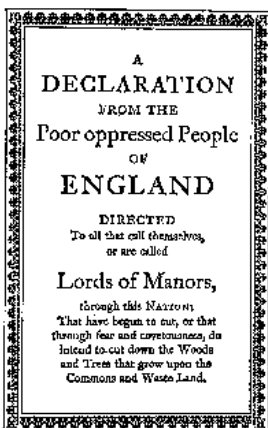 A
DECLARATION
FROM THE
Poor oppressed People
OF
ENGLAND
DIRECTED
To all that call themselves,
or are called
Lords of Manors,
through this NATION;
That have begun to cut, or that
through fear and covetousness, do
intend to cut down the Woods
and Trees that grow upon the
Commons and Waste Land.